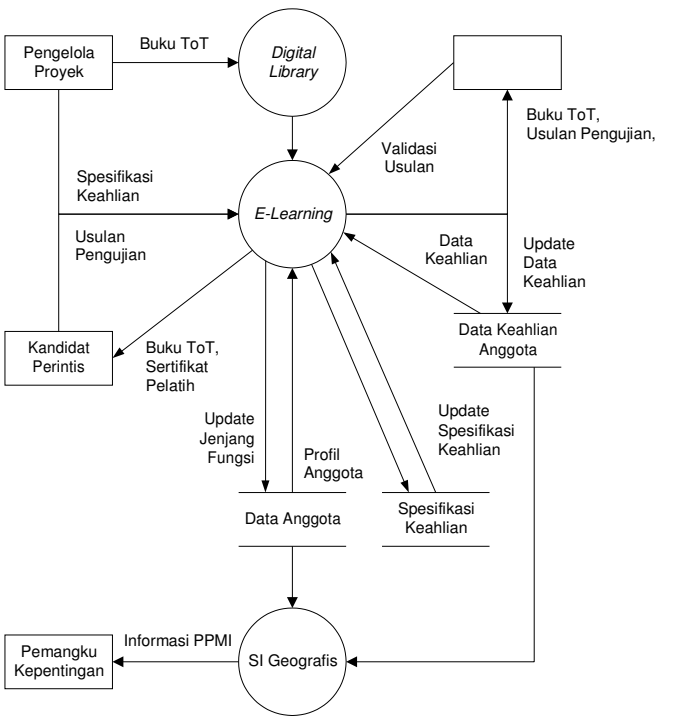 Pengelola
Proyek
Buku ToT
Digital
Library
Buku ToT,
Usulan Pengujian,
Validasi
Usulan
Spesifikasi
Keahlian
E-Learning
Usulan
Pengujian
Data
Keahlian
Update
Data
Keahlian
Kandidat
Perintis
Buku ToT,
Sertifikat
Pelatih
Data Keahlian
Anggota
Update
Jenjang
Fungsi
Profil
Anggota
Update
Spesifikasi
Keahlian
Data Anggota
Spesifikasi
Keahlian
Pemangku
Kepentingan
Informasi PPMI
SI Geografis